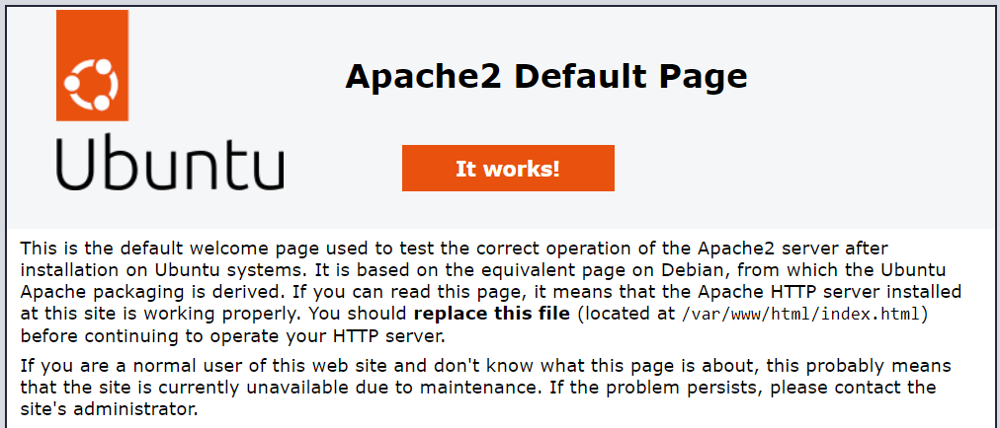 Apache2 Default Page
Ubuntu
It works!
This is the default welcome page used to test the correct operation of the Apache2 server after
installation on Ubuntu systems. It is based on the equivalent page on Debian, from which the Ubuntu
Apache packaging is derived. If you can read this page, it means that the Apache HTTP server installed
at this site is working properly. You should replace this file (located at /var/www/html/index.html)
before continuing to operate your HTTP server.
If you are a normal user of this web site and don't know what this page is about, this probably means
that the site is currently unavailable due to maintenance. If the problem persists, please contact the
site's administrator.